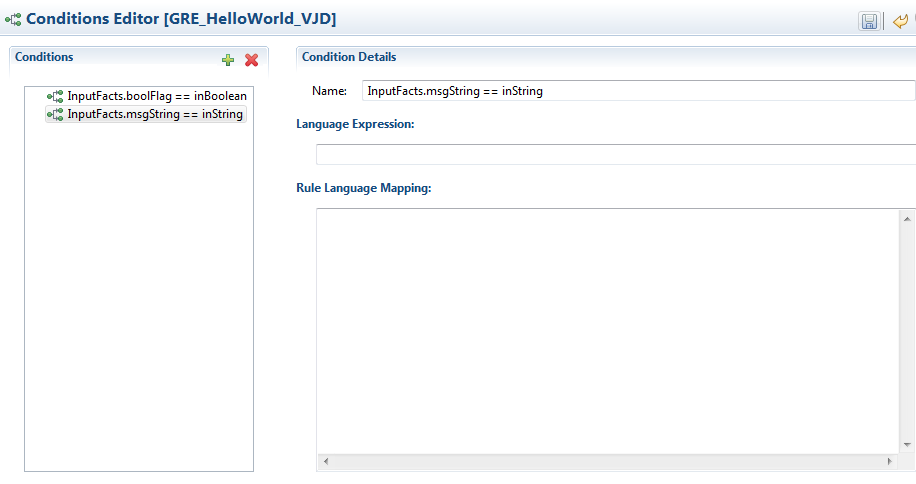 Conditions Editor [GRE_HelloWorld_VJD]
Conditions
InputFacts.boolFlag == inBoolean
InputFacts.msgString == inString
Condition Details
Name: InputFacts.msgString == inString
Language Expression:
Rule Language Mapping: